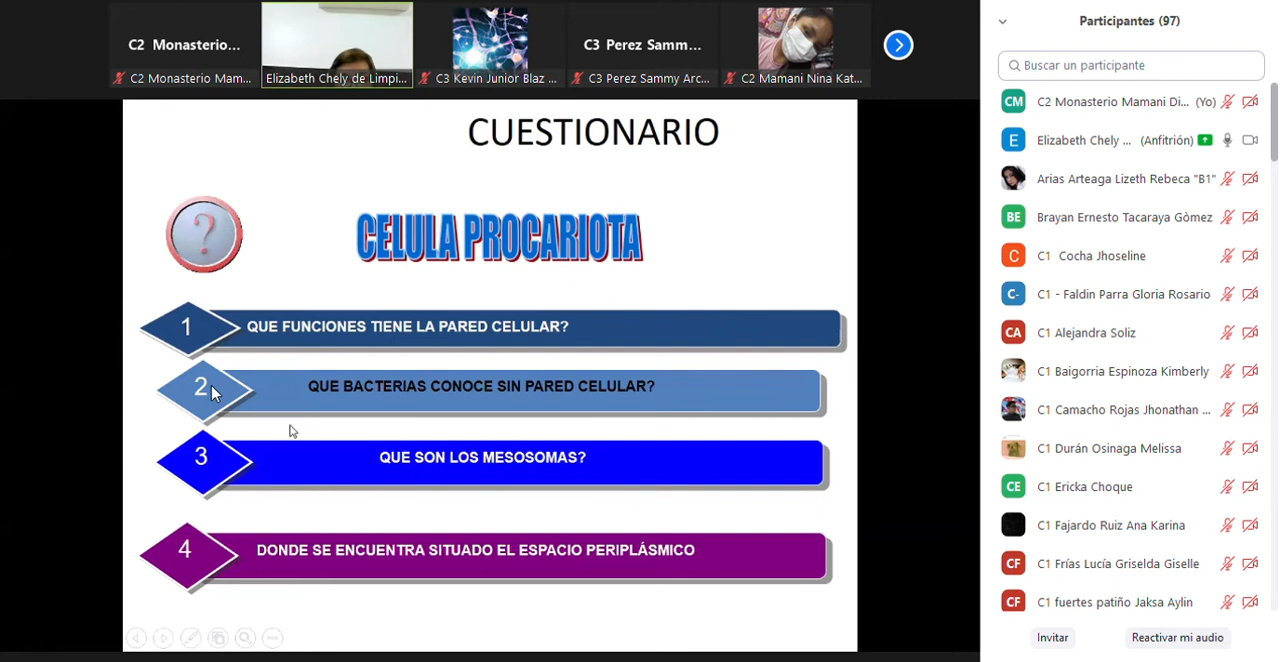 C2 Monasterio...
C3 Perez Samm...
C2 Monasterio Mam...
Elizabeth Chely de Limpi...
C3 Kevin Junior Blaz ...
C3 Perez Sammy Arc...
C2 Mamani Nina Kat...
CUESTIONARIO
?
CELULA PROCARIOTA
1 QUE FUNCIONES TIENE LA PARED CELULAR?
2 QUE BACTERIAS CONOCE SIN PARED CELULAR?
3 QUE SON LOS MESOSOMAS?
4 DONDE SE ENCUENTRA SITUADO EL ESPACIO PERIPLÁSMICO
Participantes (97)
Buscar un participante
CM C2 Monasterio Mamani Di... (Yo)
E Elizabeth Chely ... (Anfitrión)
Arias Arteaga Lizeth Rebeca "B1"
BE Brayan Ernesto Tacaraya Gòmez
C C1 Cocha Jhoseline
C- C1 - Faldin Parra Gloria Rosario
CA C1 Alejandra Soliz
C1 Baigorria Espinoza Kimberly
C1 Camacho Rojas Jhonathan ...
C1 Durán Osinaga Melissa
CE C1 Ericka Choque
C1 Fajardo Ruiz Ana Karina
CF C1 Frías Lucía Griselda Giselle
CF C1 fuertes patiño Jaksa Aylin
Invitar
Reactivar mi audio